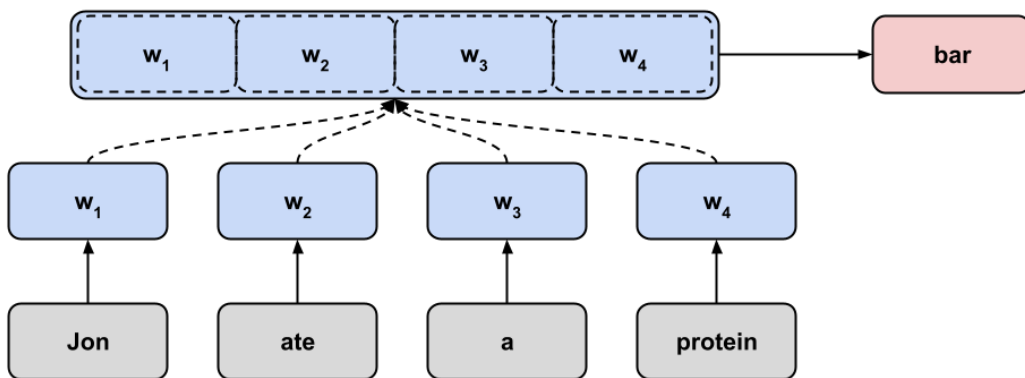 w₁ w₂ w₃ w₄ bar
w₁ w₂ w₃ w₄
Jon ate a protein